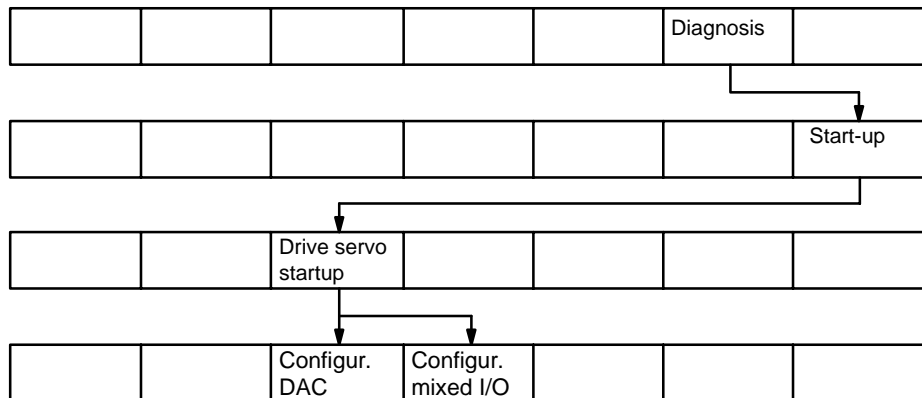 Diagnosis
Start-up
Drive servo
startup
Configur.
DAC
Configur.
mixed I/O